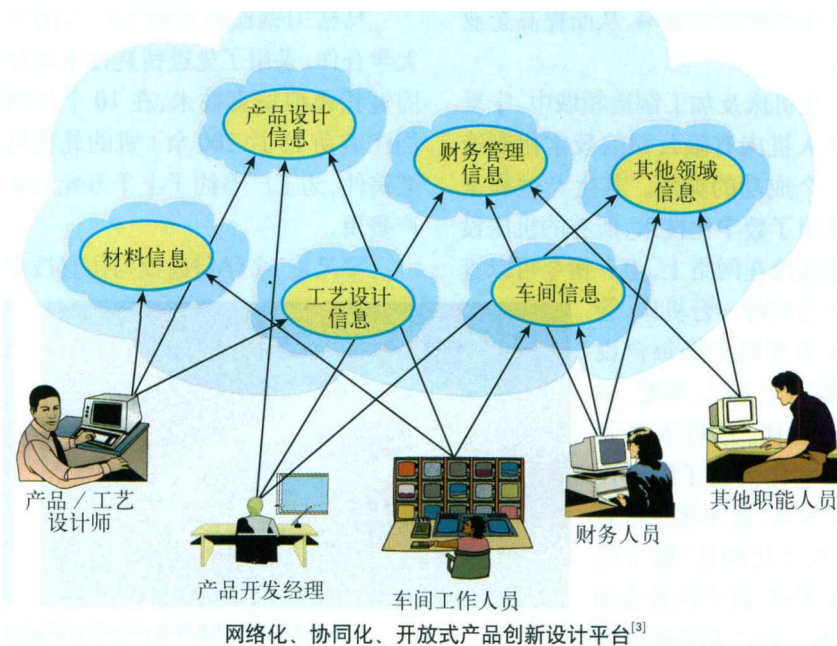 产品设计
信息
财务管理
信息
其他领域
信息
材料信息
工艺设计
信息
车间信息
产品/工艺
设计师
产品开发经理
车间工作人员
财务人员
其他职能人员
网络化、协同化、开放式产品创新设计平台[3]